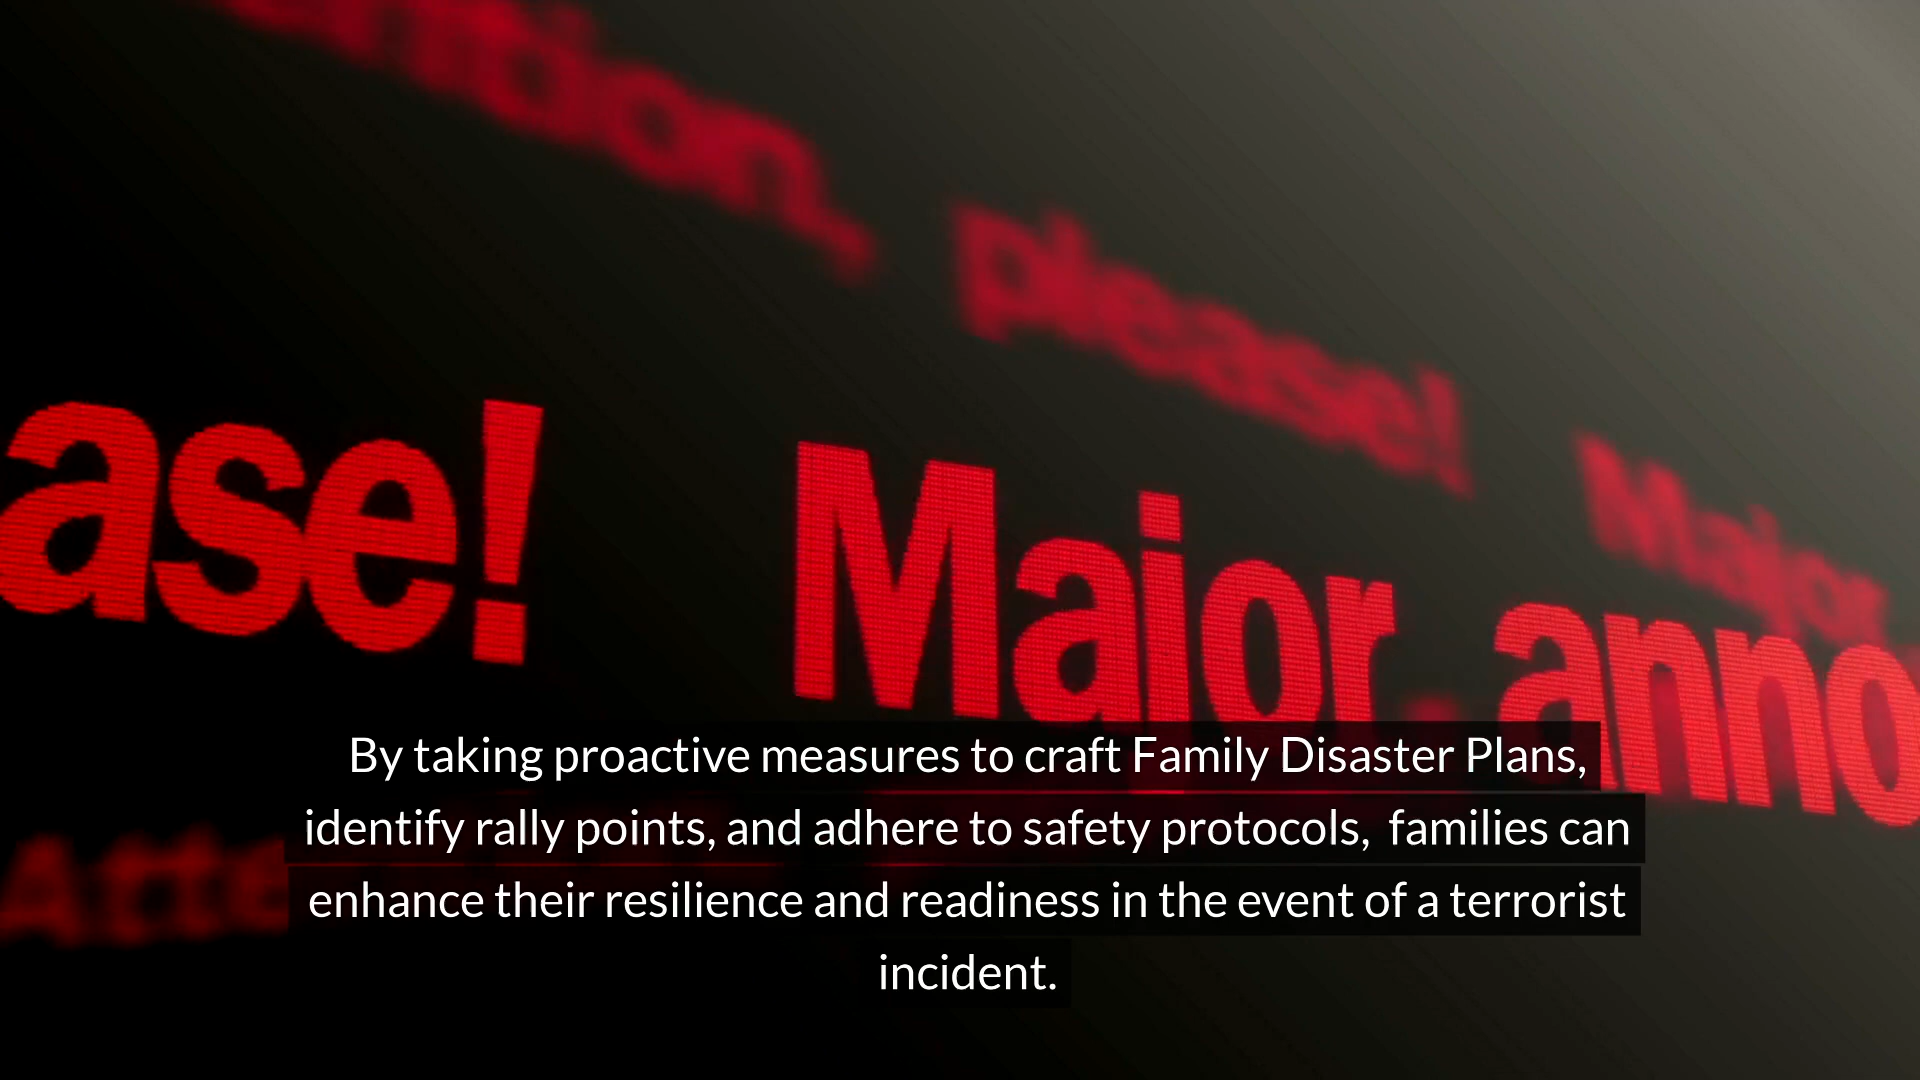 please! Major
ase! Major anno
By taking proactive measures to craft Family Disaster Plans,
identify rally points, and adhere to safety protocols,  families can
enhance their resilience and readiness in the event of a terrorist
incident.